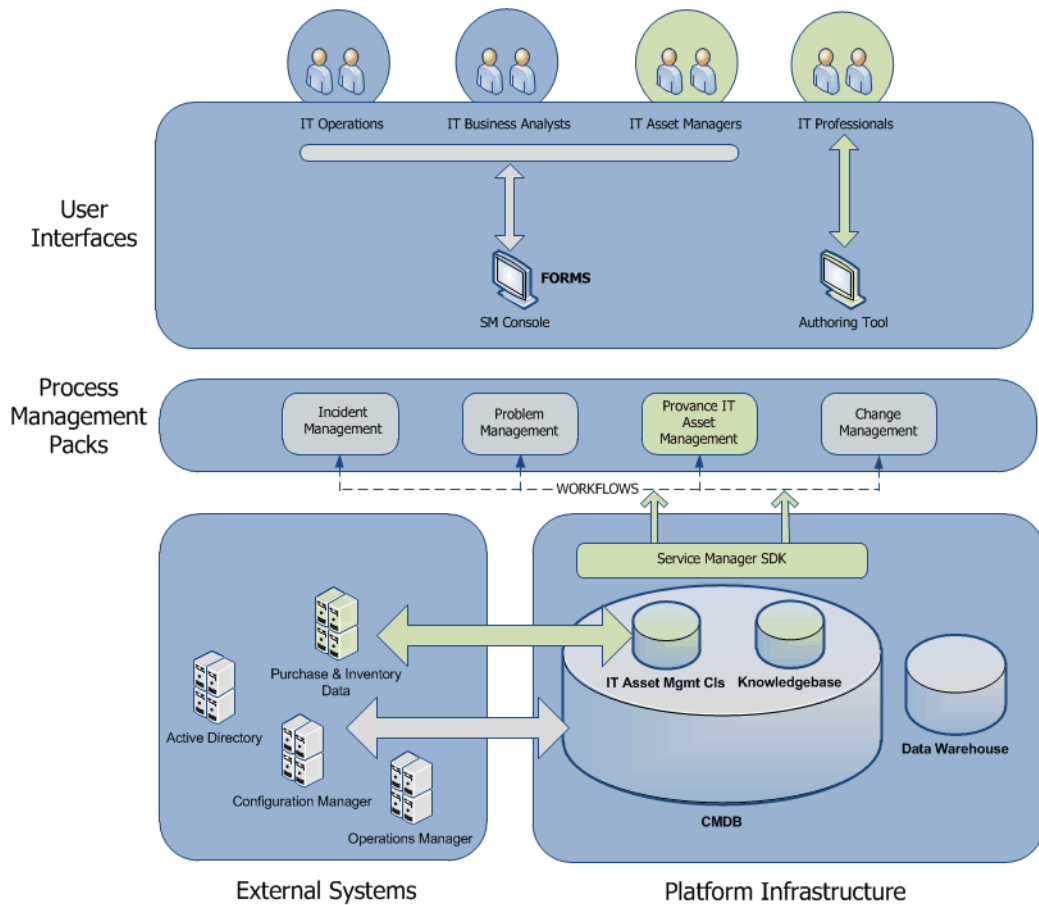 IT Operations
IT Business Analysts
IT Asset Managers
IT Professionals
User
Interfaces
FORMS
SM Console
Authoring Tool
Process
Management
Packs
Incident
Management
Problem
Management
Provance IT
Asset
Management
Change
Management
WORKFLOWS
Service Manager SDK
Purchase & Inventory
Data
Active Directory
Configuration Manager
Operations Manager
IT Asset Mgmt CIs
Knowledgebase
Data Warehouse
CMDB
External Systems
Platform Infrastructure